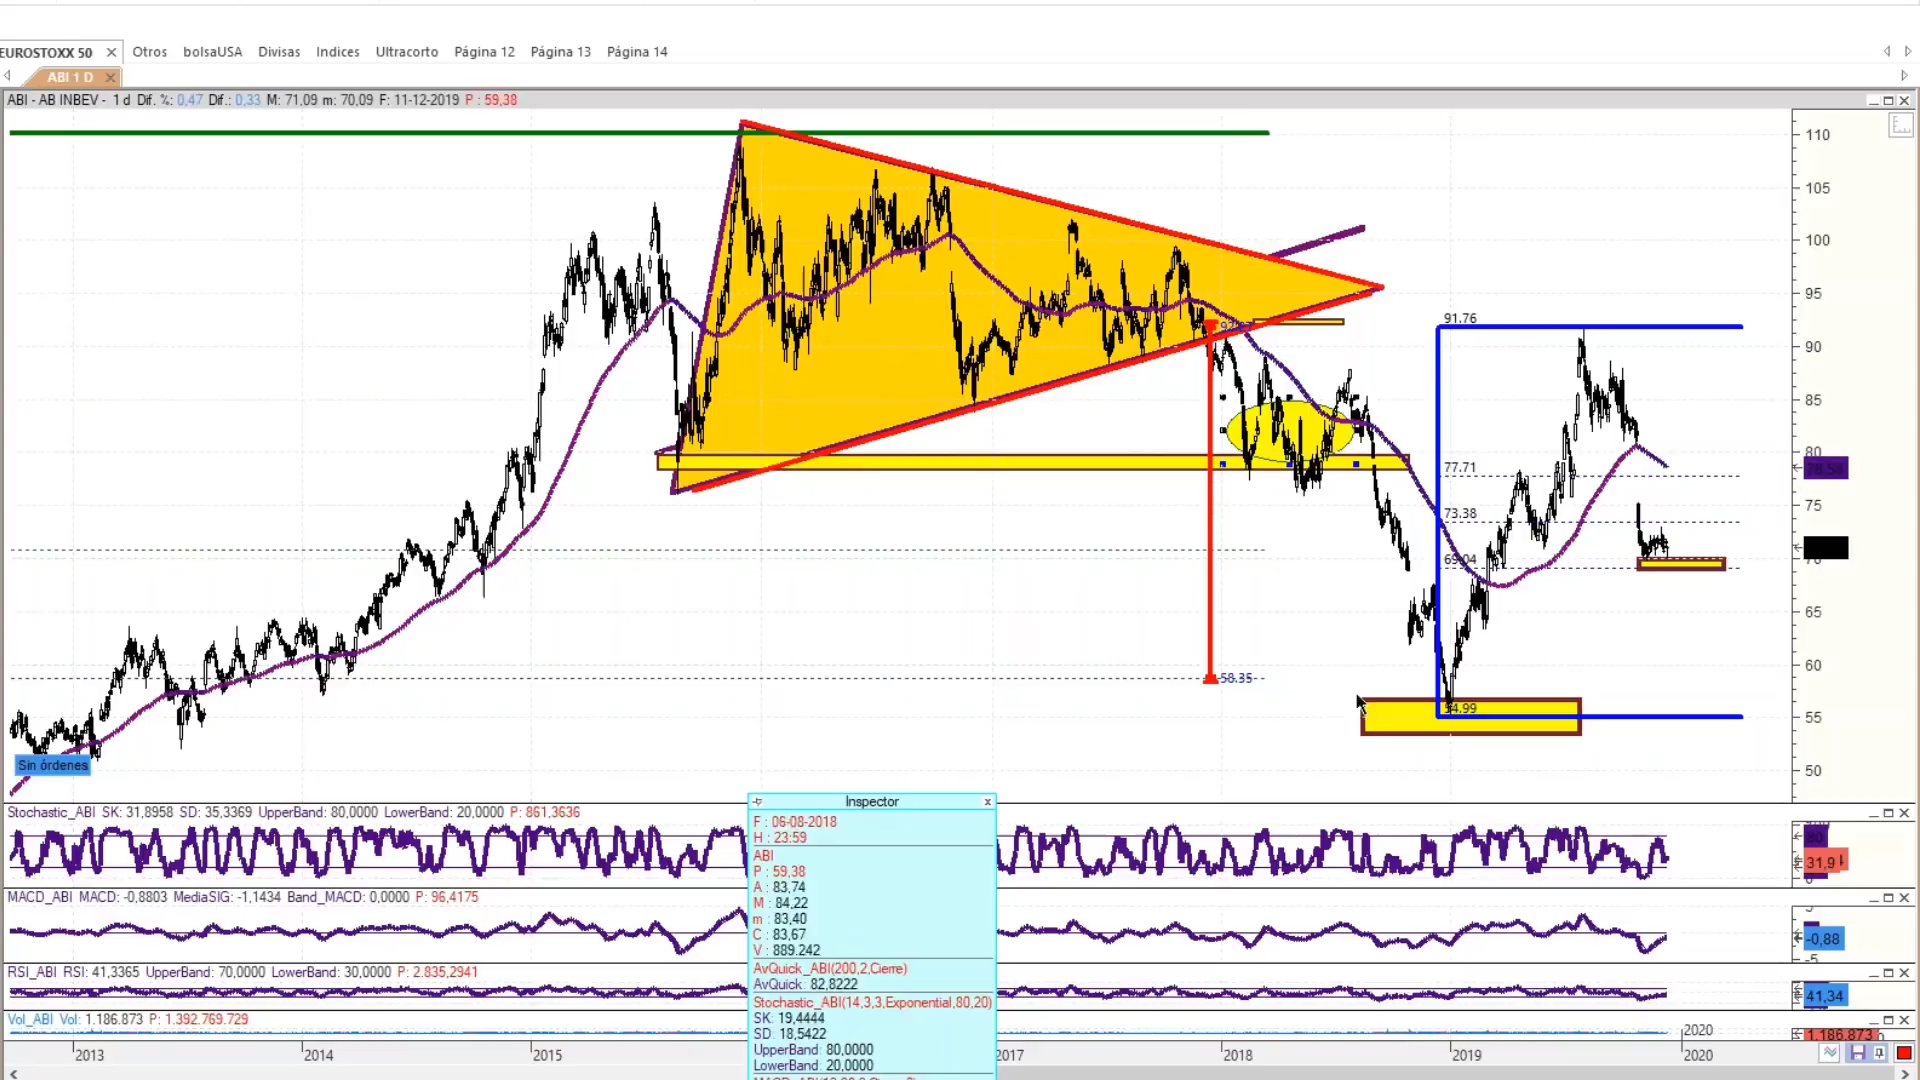 EUROSTOXX 50 Otros bolsaUSA Divisas Indices Ultracorto Página 12 Página 13 Página 14
ABI 1 D
ABI - AB INBEV - 1 d Dif. %: 0,47 Dif.: 0,33 M: 71,09 m: 70,09 F: 11-12-2019 P : 59,38
110
105
100
95
91.76
90
85
80
77.71
75
73.38
69.04
70
65
60
58.35
54.99
55
50
Sin órdenes
Stochastic_ABI SK: 31,8958 SD: 35,3369 UpperBand: 80,0000 LowerBand: 20,0000 P: 861,3636
31,9
MACD_ABI MACD: -0,8803 MediaSIG: -1,1434 Band_MACD: 0,0000 P: 96,4175
-0,88
-5
RSI_ABI RSI: 41,3365 UpperBand: 70,0000 LowerBand: 30,0000 P: 2.835,2941
41,34
Vol_ABI Vol: 1.186.873 P: 1.392.769.729
1.186.873
2020
2013 2014 2015 2017 2018 2019 2020
Inspector
F : 06-08-2018
H : 23:59
ABI
P : 59,38
A : 83,74
M : 84,22
m : 83,40
C : 83,67
V : 889.242
AvQuick_ABI(200,2,Cierre)
AvQuick: 82,8222
Stochastic_ABI(14,3,3,Exponential,80,20)
SK: 19,4444
SD: 18,5422
UpperBand: 80,0000
LowerBand: 20,0000